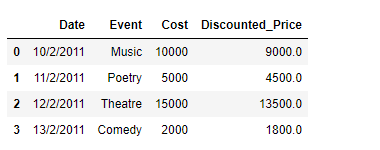 Date Event Cost Discounted_Price
0 10/2/2011 Music 10000 9000.0
1 11/2/2011 Poetry 5000 4500.0
2 12/2/2011 Theatre 15000 13500.0
3 13/2/2011 Comedy 2000 1800.0